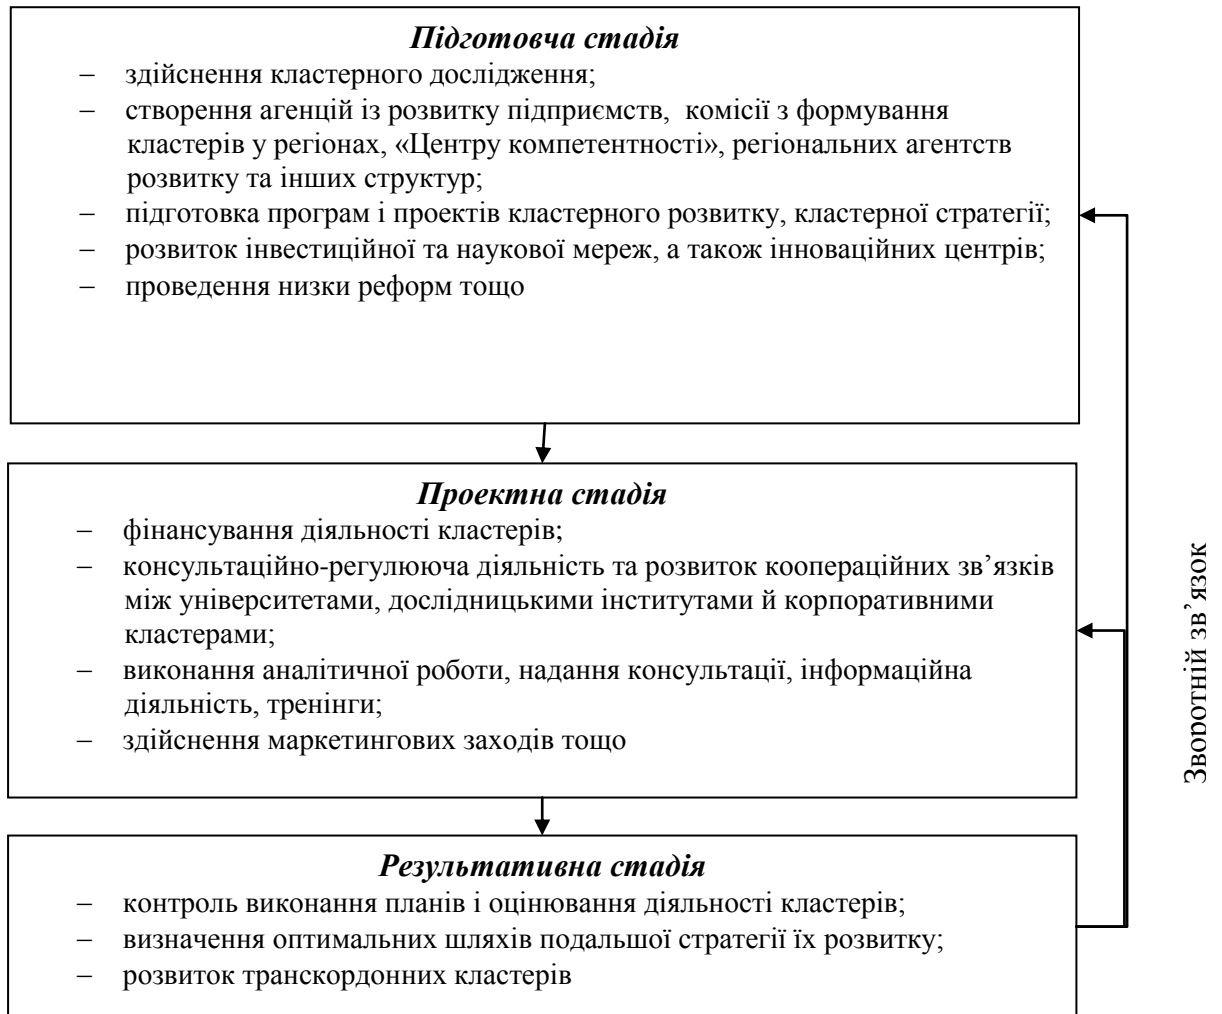 Підготовча стадія
– здійснення кластерного дослідження;
– створення агенцій із розвитку підприємств, комісії з формування
кластерів у регіонах, «Центру компетентності», регіональних агентств
розвитку та інших структур;
– підготовка програм і проектів кластерного розвитку, кластерної стратегії;
– розвиток інвестиційної та наукової мереж, а також інноваційних центрів;
– проведення низки реформ тощо
Проектна стадія
– фінансування діяльності кластерів;
– консультаційно-регулююча діяльність та розвиток коопераційних зв’язків
між університетами, дослідницькими інститутами й корпоративними
кластерами;
– виконання аналітичної роботи, надання консультації, інформаційна
діяльність, тренінги;
– здійснення маркетингових заходів тощо
Результативна стадія
– контроль виконання планів і оцінювання діяльності кластерів;
– визначення оптимальних шляхів подальшої стратегії їх розвитку;
– розвиток транскордонних кластерів
Зворотній зв’язок